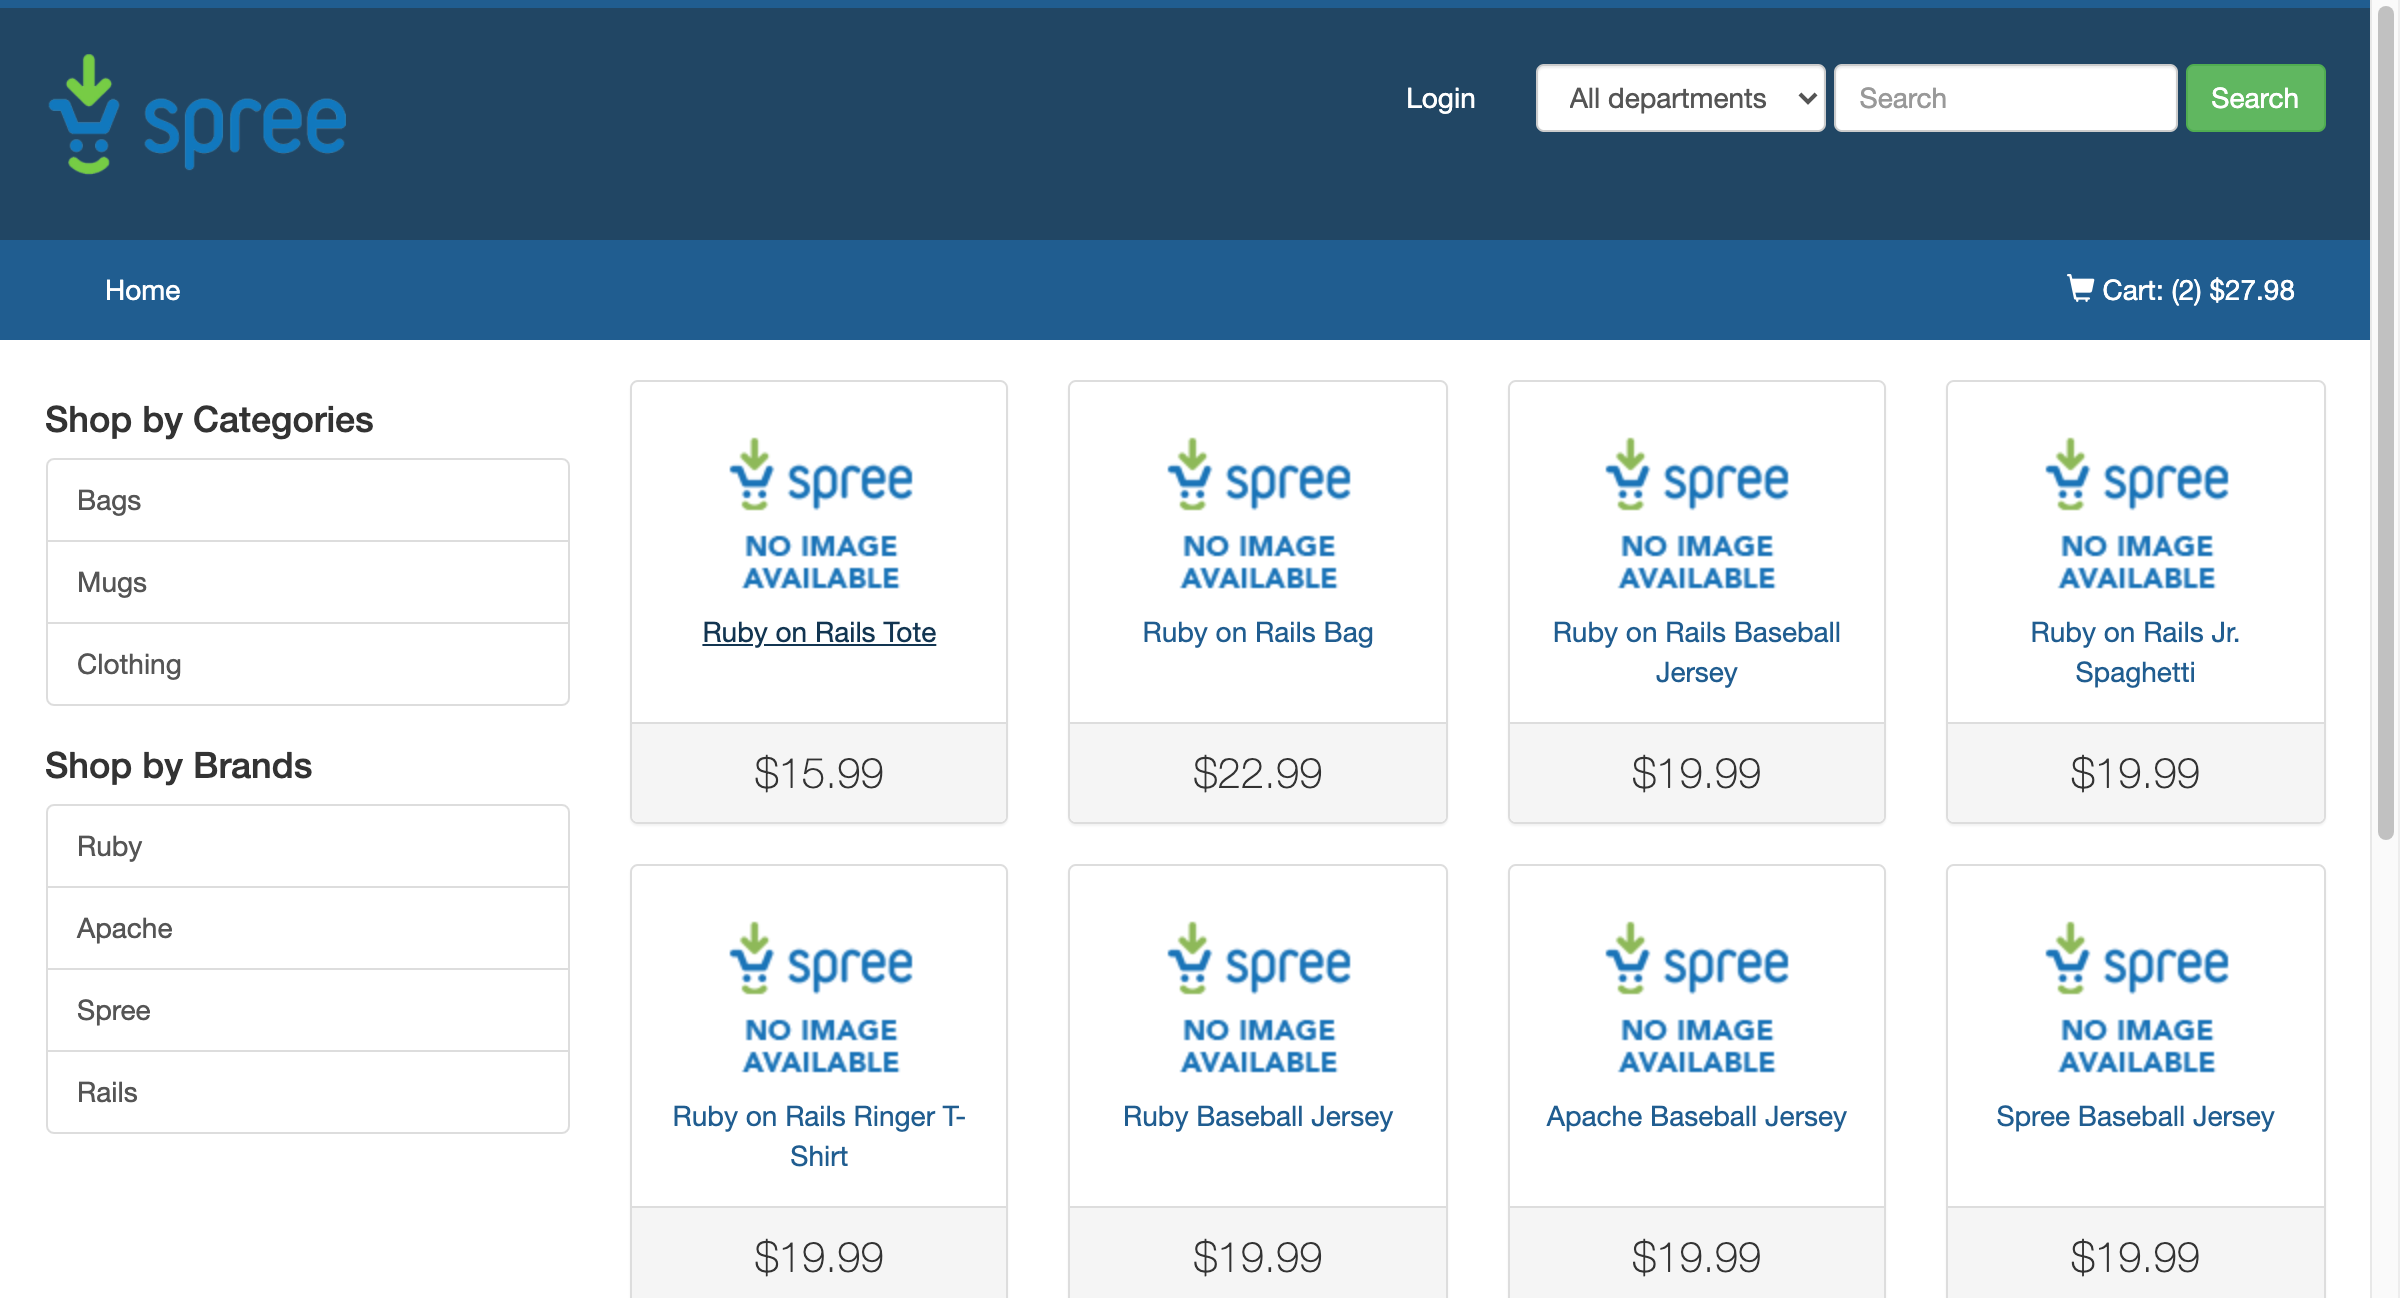 spree
Login
All departments
Search
Search
Home
Cart: (2) $27.98
Shop by Categories
Bags
Mugs
Clothing
Shop by Brands
Ruby
Apache
Spree
Rails
spree
NO IMAGE
AVAILABLE
Ruby on Rails Tote
$15.99
spree
NO IMAGE
AVAILABLE
Ruby on Rails Bag
$22.99
spree
NO IMAGE
AVAILABLE
Ruby on Rails Baseball
Jersey
$19.99
spree
NO IMAGE
AVAILABLE
Ruby on Rails Jr.
Spaghetti
$19.99
spree
NO IMAGE
AVAILABLE
Ruby on Rails Ringer T-
Shirt
$19.99
spree
NO IMAGE
AVAILABLE
Ruby Baseball Jersey
$19.99
spree
NO IMAGE
AVAILABLE
Apache Baseball Jersey
$19.99
spree
NO IMAGE
AVAILABLE
Spree Baseball Jersey
$19.99